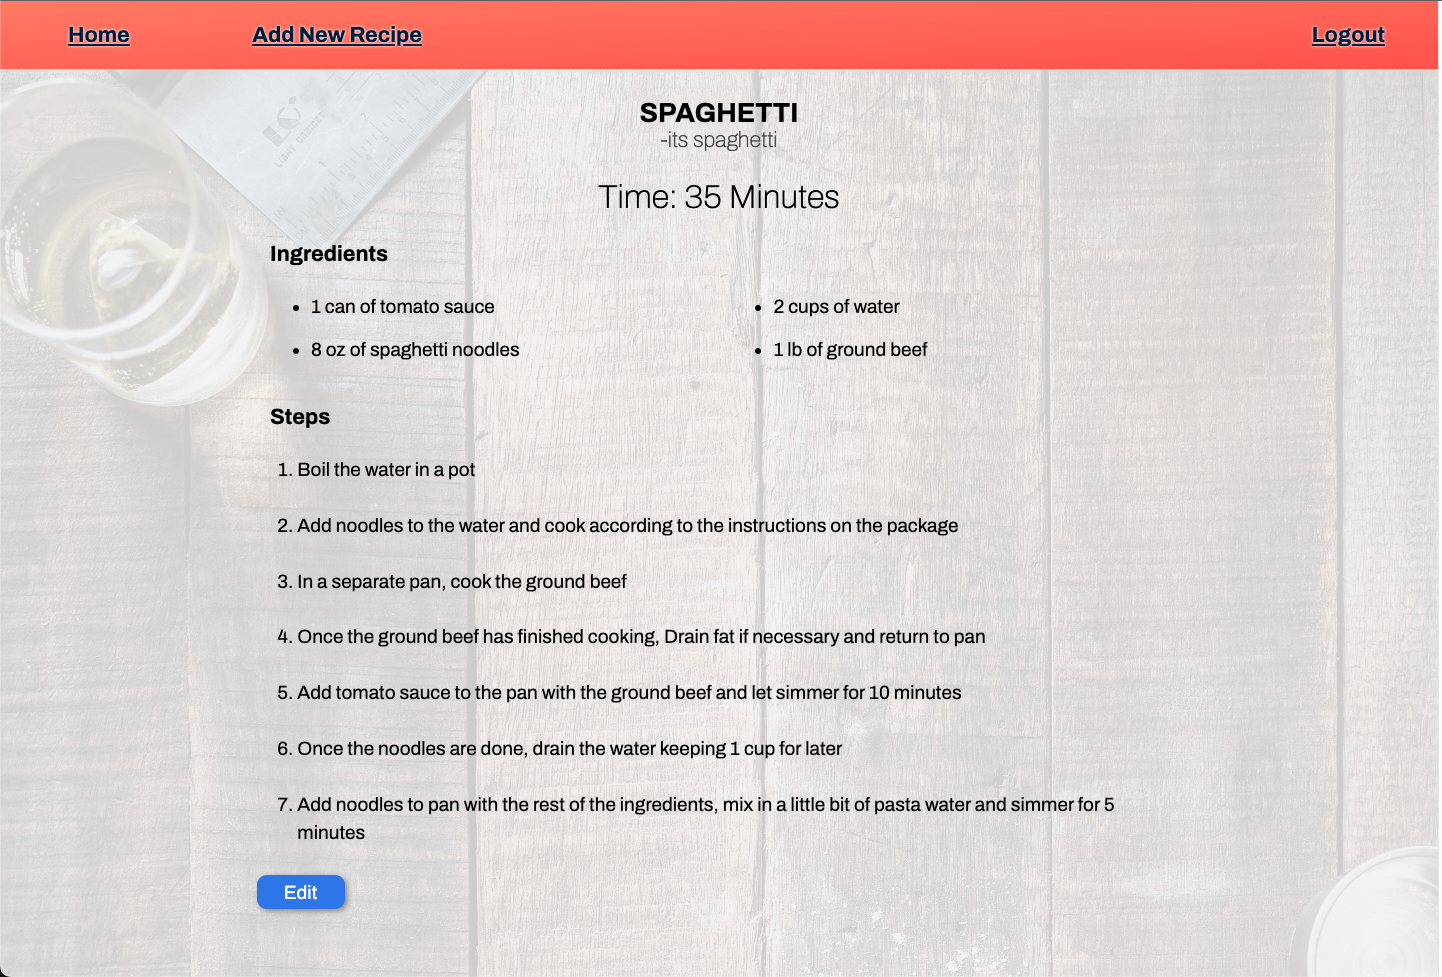 Home Add New Recipe Logout
SPAGHETTI
-its spaghetti
Time: 35 Minutes
Ingredients
• 1 can of tomato sauce
• 2 cups of water
• 8 oz of spaghetti noodles
• 1 lb of ground beef
Steps
1. Boil the water in a pot
2. Add noodles to the water and cook according to the instructions on the package
3. In a separate pan, cook the ground beef
4. Once the ground beef has finished cooking, Drain fat if necessary and return to pan
5. Add tomato sauce to the pan with the ground beef and let simmer for 10 minutes
6. Once the noodles are done, drain the water keeping 1 cup for later
7. Add noodles to pan with the rest of the ingredients, mix in a little bit of pasta water and simmer for 5
minutes
Edit